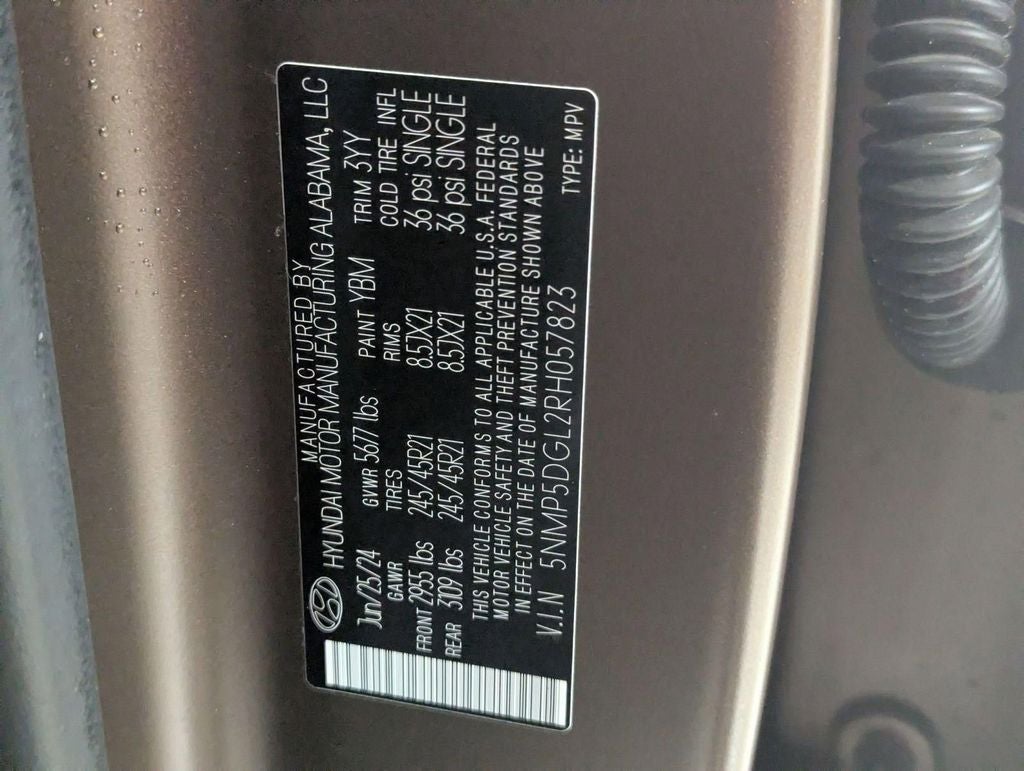 MANUFACTURED BY
HYUNDAI MOTOR MANUFACTURING ALABAMA, LLC
Jun/25/24 GVWR 5677 lbs PAINT YBM TRIM 3YY
GAWR TIRES RIMS COLD TIRE INFL
FRONT 2955 lbs 245/45R21 8.5JX21 36 psi SINGLE
REAR 3109 lbs 245/45R21 8.5JX21 36 psi SINGLE
THIS VEHICLE CONFORMS TO ALL APPLICABLE U.S.A. FEDERAL
MOTOR VEHICLE SAFETY AND THEFT PREVENTION STANDARDS
IN EFFECT ON THE DATE OF MANUFACTURE SHOWN ABOVE
V.I.N 5NMP5DGL2RH057823 TYPE: MPV